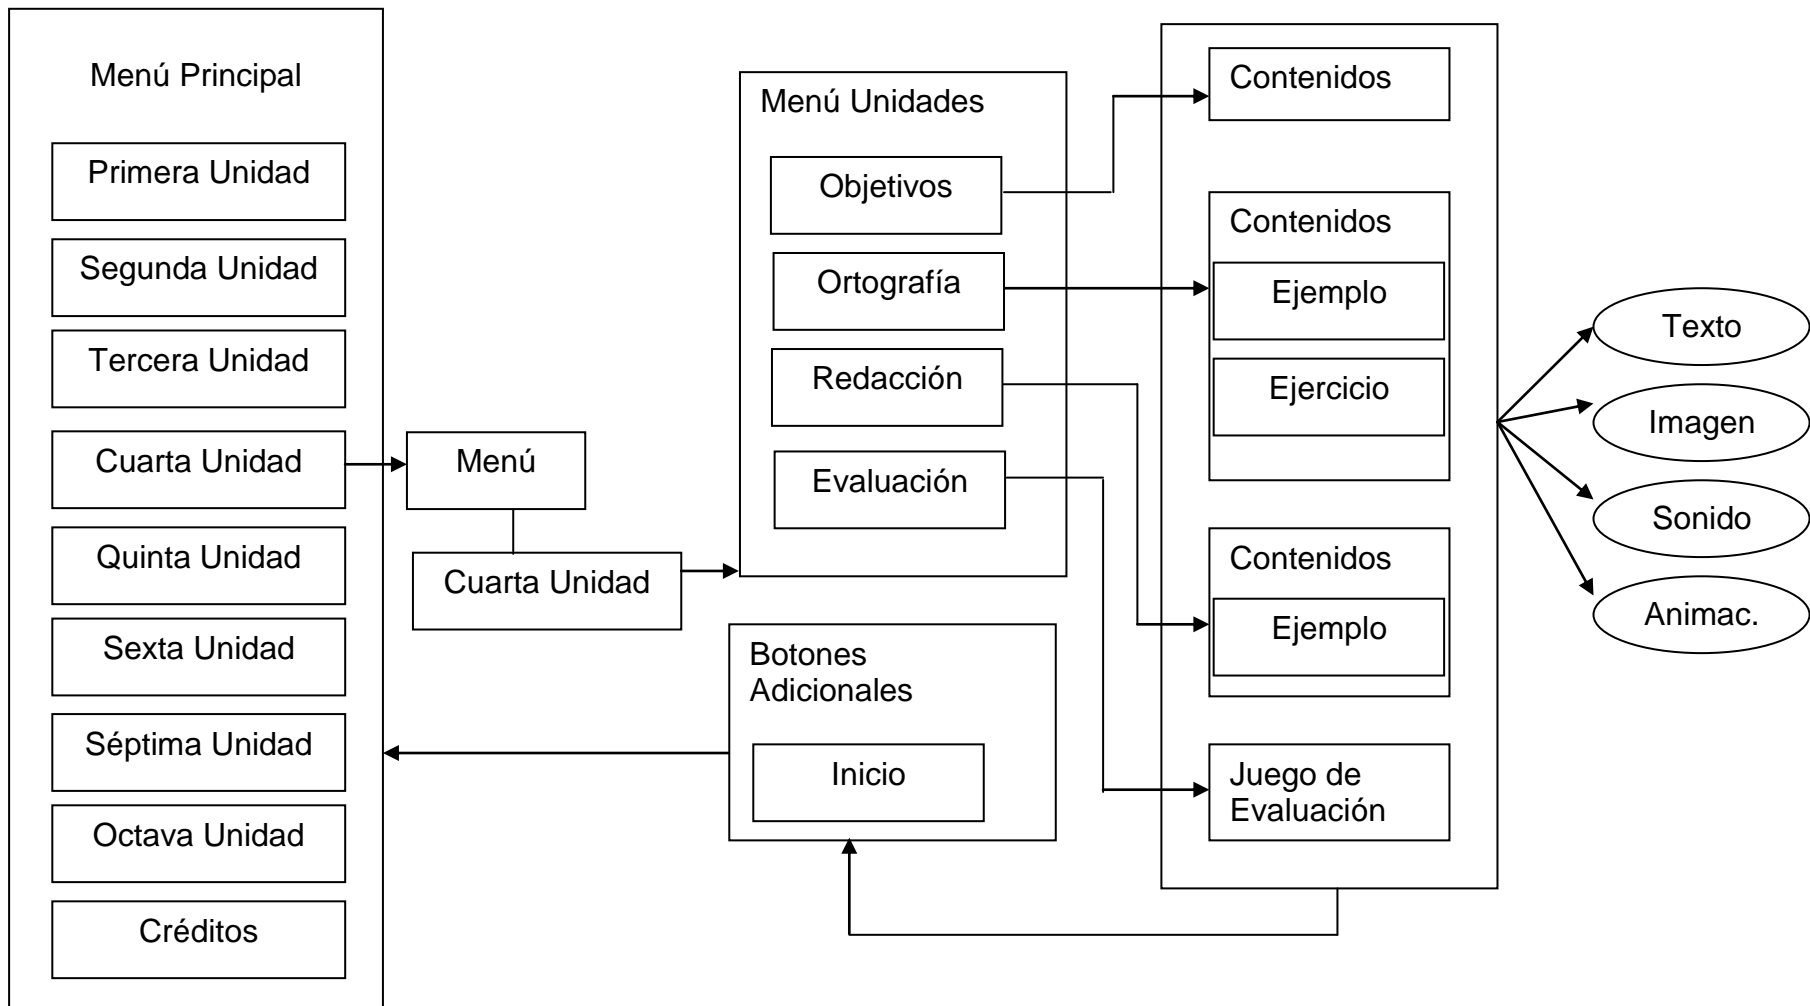 Menú Principal
Primera Unidad
Segunda Unidad
Tercera Unidad
Cuarta Unidad
Quinta Unidad
Sexta Unidad
Séptima Unidad
Octava Unidad
Créditos
Menú
Cuarta Unidad
Menú Unidades
Objetivos
Ortografía
Redacción
Evaluación
Botones
Adicionales
Inicio
Contenidos
Contenidos
Ejemplo
Ejercicio
Contenidos
Ejemplo
Juego de
Evaluación
Texto
Imagen
Sonido
Animac.